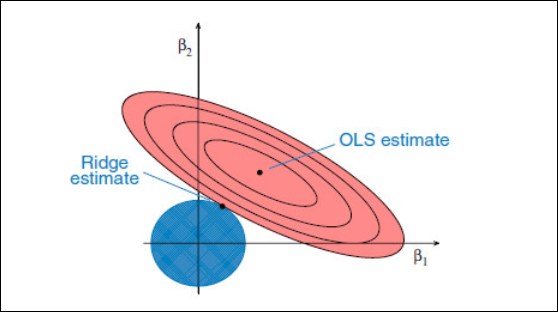 β₂
OLS estimate
Ridge
estimate
β₁